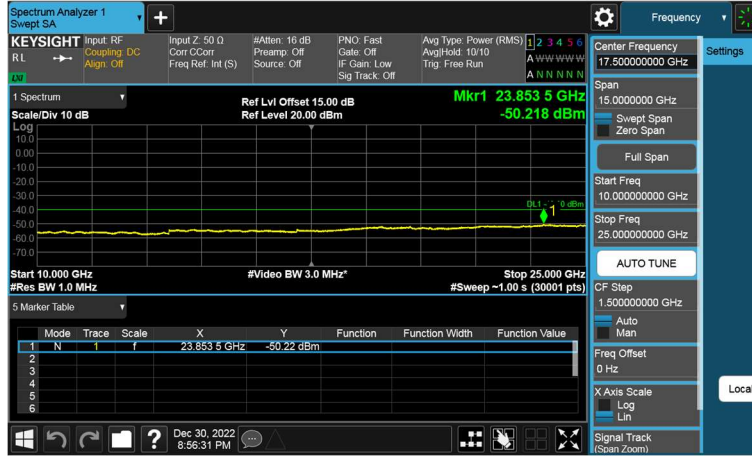 Spectrum Analyzer 1
Swept SA
+
Frequency
KEYSIGHT
RL
LXI
Input: RF
Coupling: DC
Align: Off
Input Z: 50 Ω
Corr CCorr
Freq Ref: Int (S)
#Atten: 16 dB
Preamp: Off
Source: Off
PNO: Fast
Gate: Off
IF Gain: Low
Sig Track: Off
Avg Type: Power (RMS)
Avg|Hold: 10/10
Trig: Free Run
1 2 3 4 5 6
A W W W W W
A N N N N N
1 Spectrum
Scale/Div 10 dB
Ref Lvl Offset 15.00 dB
Ref Level 20.00 dBm
Mkr1 23.853 5 GHz
-50.218 dBm
Log
10.0
0.00
-10.0
-20.0
-30.0
-40.0
-50.0
-60.0
-70.0
1
Start 10.000 GHz
#Res BW 1.0 MHz
#Video BW 3.0 MHz*
Stop 25.000 GHz
#Sweep ~1.00 s (30001 pts)
5 Marker Table
Mode Trace Scale X Y Function Function Width Function Value
1 N 1 f 23.853 5 GHz -50.22 dBm
2
3
4
5
6
?
Dec 30, 2022
8:56:31 PM
Center Frequency
17.500000000 GHz
Settings
Span
15.0000000 GHz
Swept Span
Zero Span
Full Span
Start Freq
10.000000000 GHz
Stop Freq
25.000000000 GHz
AUTO TUNE
CF Step
1.500000000 GHz
Auto
Man
Freq Offset
0 Hz
Local
X Axis Scale
Log
Lin
Signal Track
(Span Zoom)